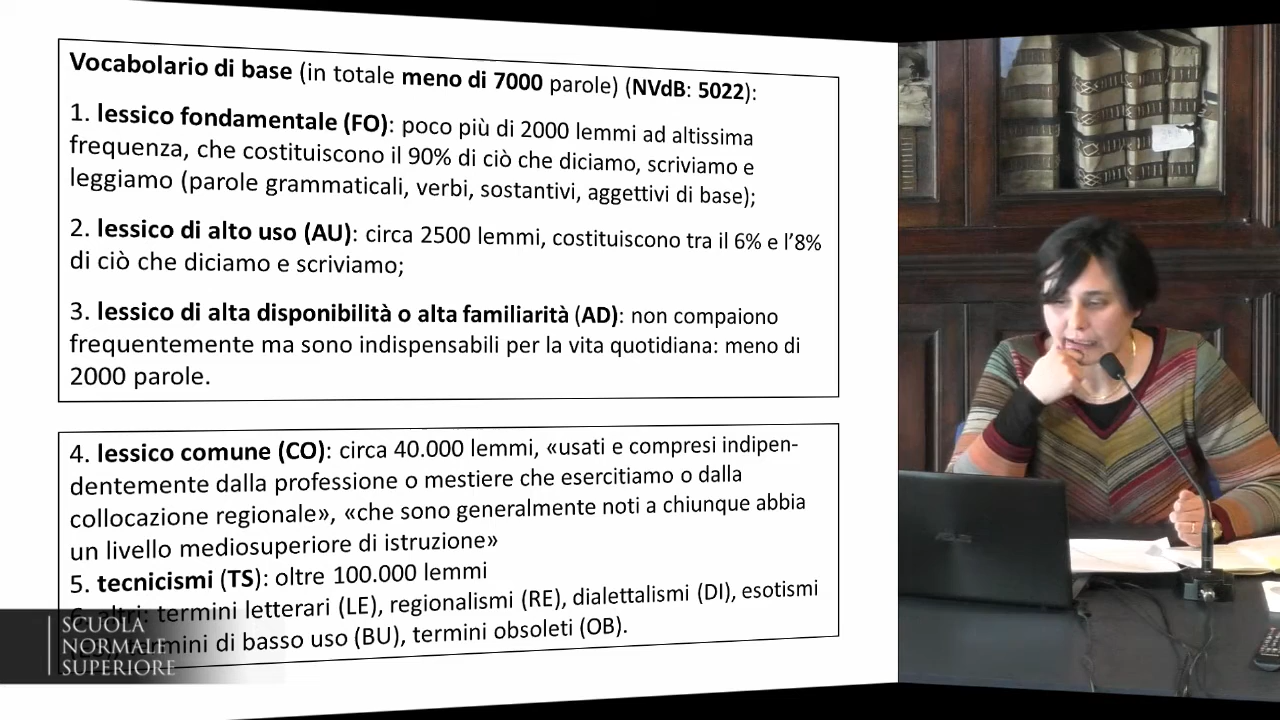 Vocabolario di base (in totale meno di 7000 parole) (NVdB: 5022):
1. lessico fondamentale (FO): poco più di 2000 lemmi ad altissima
frequenza, che costituiscono il 90% di ciò che diciamo, scriviamo e
leggiamo (parole grammaticali, verbi, sostantivi, aggettivi di base);
2. lessico di alto uso (AU): circa 2500 lemmi, costituiscono tra il 6% e l’8%
di ciò che diciamo e scriviamo;
3. lessico di alta disponibilità o alta familiarità (AD): non compaiono
frequentemente ma sono indispensabili per la vita quotidiana: meno di
2000 parole.
4. lessico comune (CO): circa 40.000 lemmi, «usati e compresi indipen-
dentemente dalla professione o mestiere che esercitiamo o dalla
collocazione regionale», «che sono generalmente noti a chiunque abbia
un livello mediosuperiore di istruzione»
5. tecnicismi (TS): oltre 100.000 lemmi
6. altri: termini letterari (LE), regionalismi (RE), dialettalismi (DI), esotismi
termini di basso uso (BU), termini obsoleti (OB).
SCUOLA
NORMALE
SUPERIORE